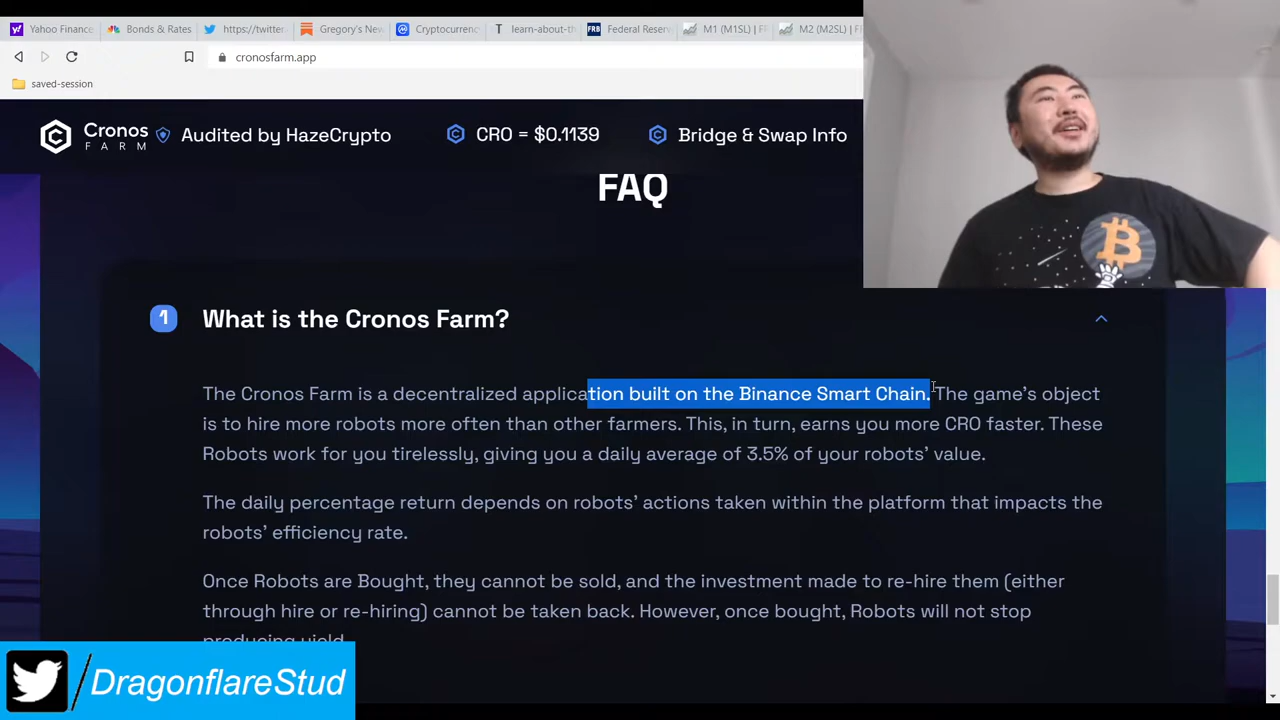 Yahoo Finance
Bonds & Rates
https://twitter
Gregory's New
Cryptocurrenc
learn-about-th
Federal Reserv
M1 (M1SL) | F
M2 (M2SL) | F
cronosfarm.app
saved-session
Cronos
FARM
Audited by HazeCrypto
CRO = $0.1139
Bridge & Swap Info
FAQ
1
What is the Cronos Farm?
The Cronos Farm is a decentralized application built on the Binance Smart Chain. The game's object
is to hire more robots more often than other farmers. This, in turn, earns you more CRO faster. These
Robots work for you tirelessly, giving you a daily average of 3.5% of your robots' value.
The daily percentage return depends on robots' actions taken within the platform that impacts the
robots' efficiency rate.
Once Robots are Bought, they cannot be sold, and the investment made to re-hire them (either
through hire or re-hiring) cannot be taken back. However, once bought, Robots will not stop
producing yield.
DragonflareStud